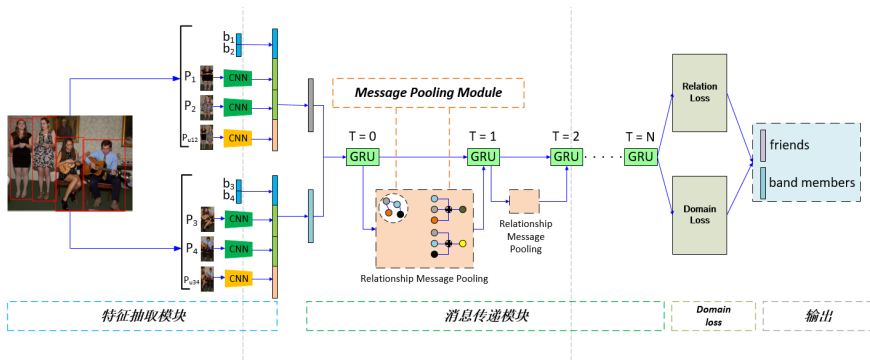 b₁
b₂
P₁
CNN
P₂
CNN
Pᵤ₁₂
CNN
b₃
b₄
P₃
CNN
P₄
CNN
Pᵤ₃₄
CNN
Message Pooling Module
T = 0
T = 1
T = 2
T = N
GRU
GRU
GRU
· · · · ·
GRU
Relationship Message Pooling
Relationship
Message
Pooling
Relation
Loss
Domain
Loss
friends
band members
特征抽取模块
消息传递模块
Domain
loss
输出